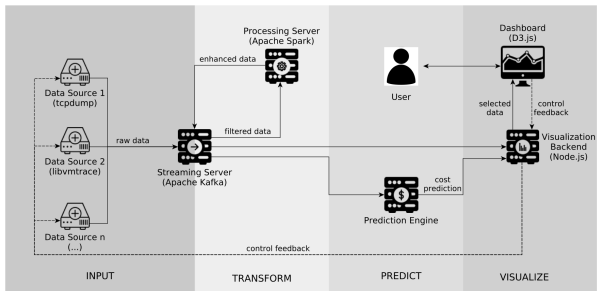 Processing Server
(Apache Spark)
Dashboard
(D3.js)
enhanced data
Data Source 1
(tcpdump)
User
selected
data
control
feedback
filtered data
raw data
Data Source 2
(libvmtrace)
Visualization
Backend
(Node.js)
Streaming Server
(Apache Kafka)
cost
prediction
Prediction Engine
Data Source n
(...)
control feedback
INPUT
TRANSFORM
PREDICT
VISUALIZE